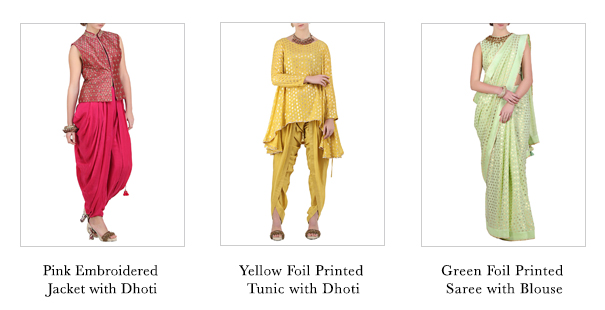 Pink Embroidered
Jacket with Dhoti
Yellow Foil Printed
Tunic with Dhoti
Green Foil Printed
Saree with Blouse